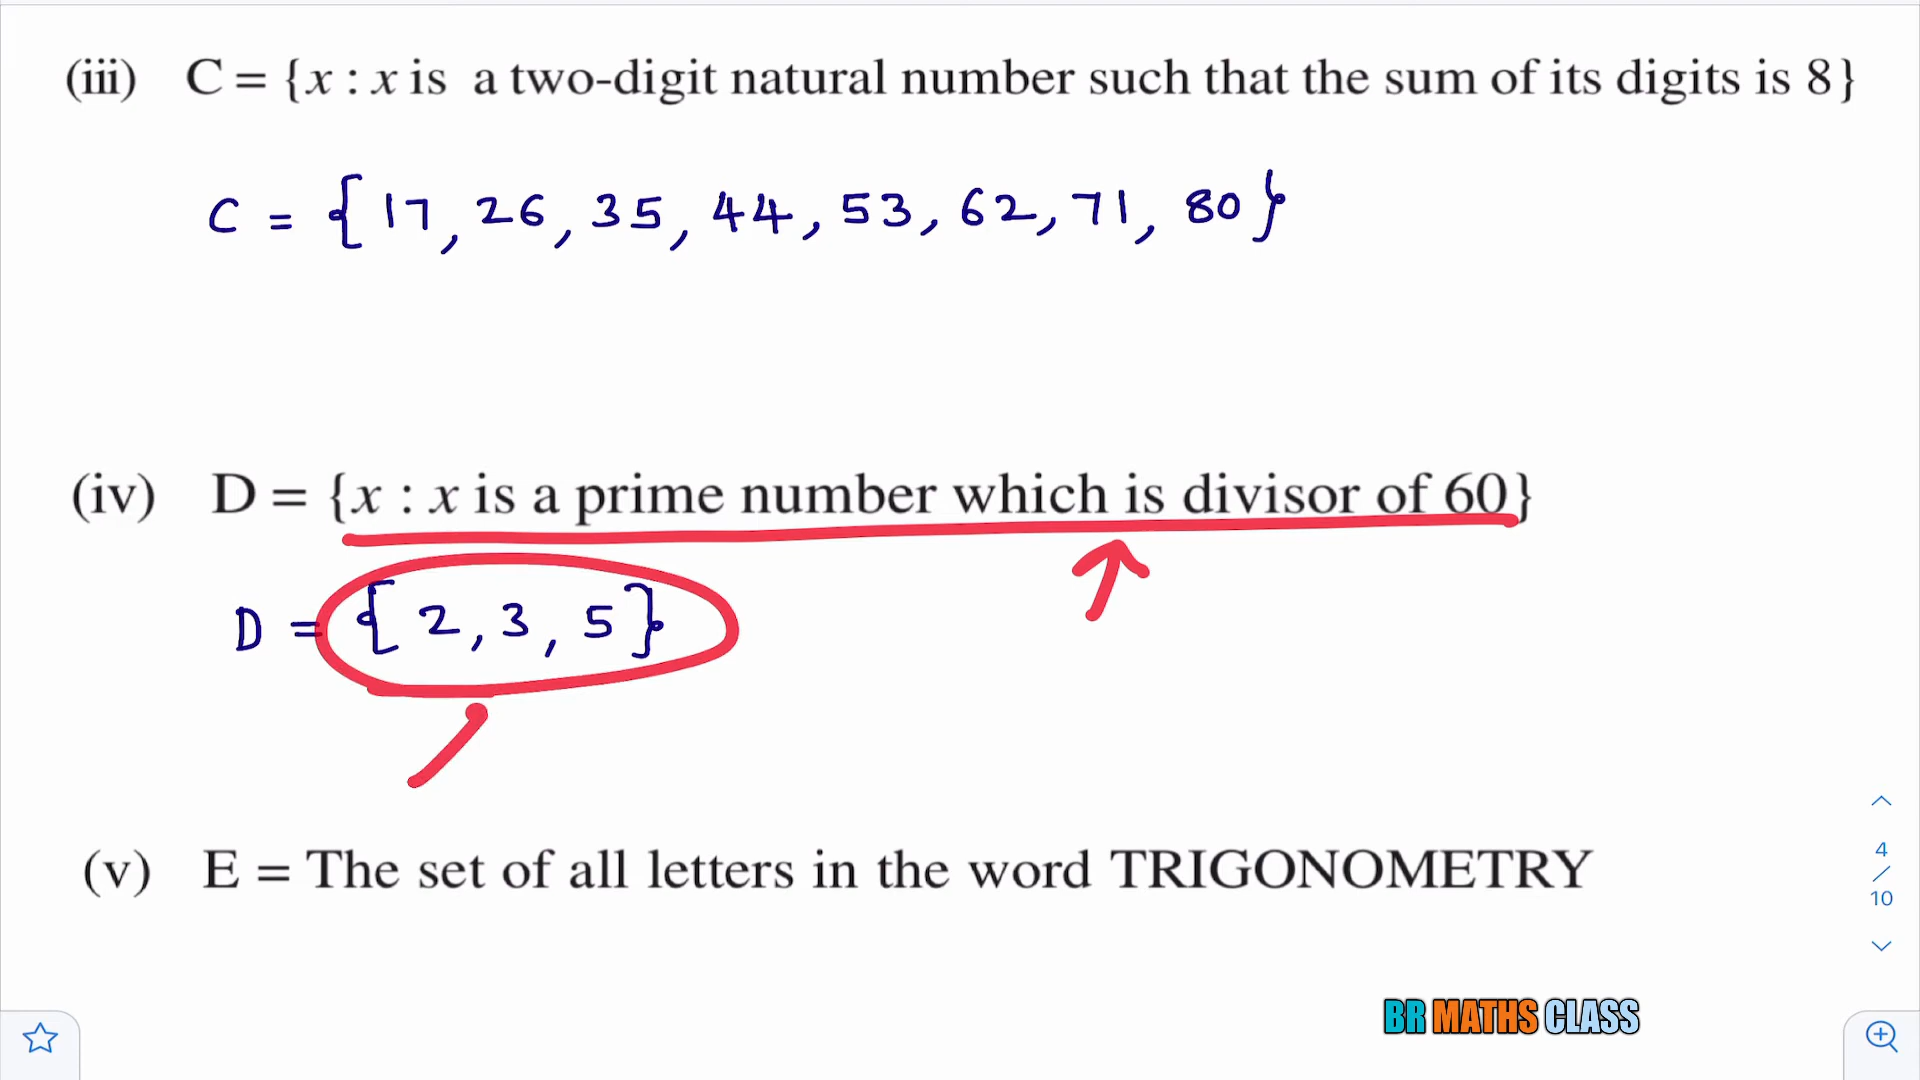 (iii) C = {x : x is a two-digit natural number such that the sum of its digits is 8}
C = {17, 26, 35, 44, 53, 62, 71, 80}
(iv) D = {x : x is a prime number which is divisor of 60}
D = {2, 3, 5}
(v) E = The set of all letters in the word TRIGONOMETRY
4
/
10
BR MATHS CLASS